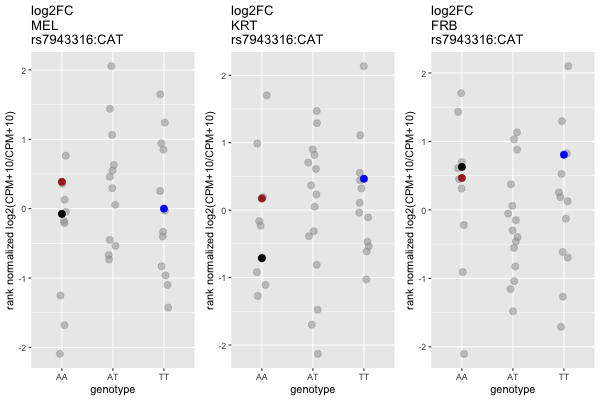 log2FC
MEL
rs7943316:CAT
rank normalized log2(CPM+10/CPM+10)
2
1
0
-1
-2
AA
AT
TT
genotype
log2FC
KRT
rs7943316:CAT
rank normalized log2(CPM+10/CPM+10)
2
1
0
-1
-2
AA
AT
TT
genotype
log2FC
FRB
rs7943316:CAT
rank normalized log2(CPM+10/CPM+10)
2
1
0
-1
-2
AA
AT
TT
genotype